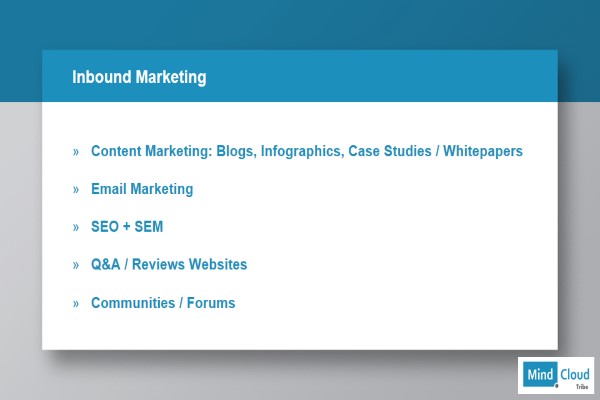 Inbound Marketing
» Content Marketing: Blogs, Infographics, Case Studies / Whitepapers
» Email Marketing
» SEO + SEM
» Q&A / Reviews Websites
» Communities / Forums
Mind.Cloud
Tribe